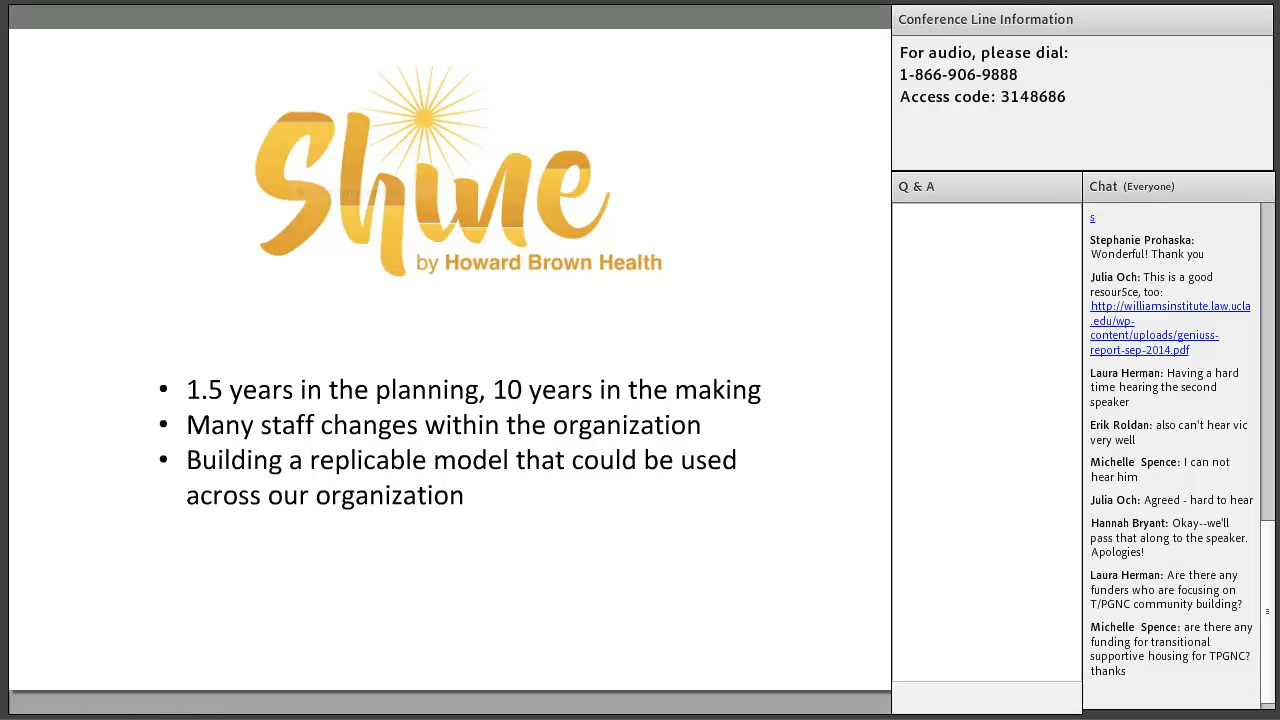 Shine
by Howard Brown Health
• 1.5 years in the planning, 10 years in the making
• Many staff changes within the organization
• Building a replicable model that could be used
across our organization
Conference Line Information
For audio, please dial:
1-866-906-9888
Access code: 3148686
Q & A
Chat (Everyone)
s
Stephanie Prohaska:
Wonderful! Thank you
Julia Och: This is a good
resour5ce, too:
http://williamsinstitute.law.ucla
.edu/wp-
content/uploads/geniuss-
report-sep-2014.pdf
Laura Herman: Having a hard
time hearing the second
speaker
Erik Roldan: also can't hear vic
very well
Michelle Spence: I can not
hear him
Julia Och: Agreed - hard to hear
Hannah Bryant: Okay--we'll
pass that along to the speaker.
Apologies!
Laura Herman: Are there any
funders who are focusing on
T/PGNC community building?
Michelle Spence: are there any
funding for transitional
supportive housing for TPGNC?
thanks